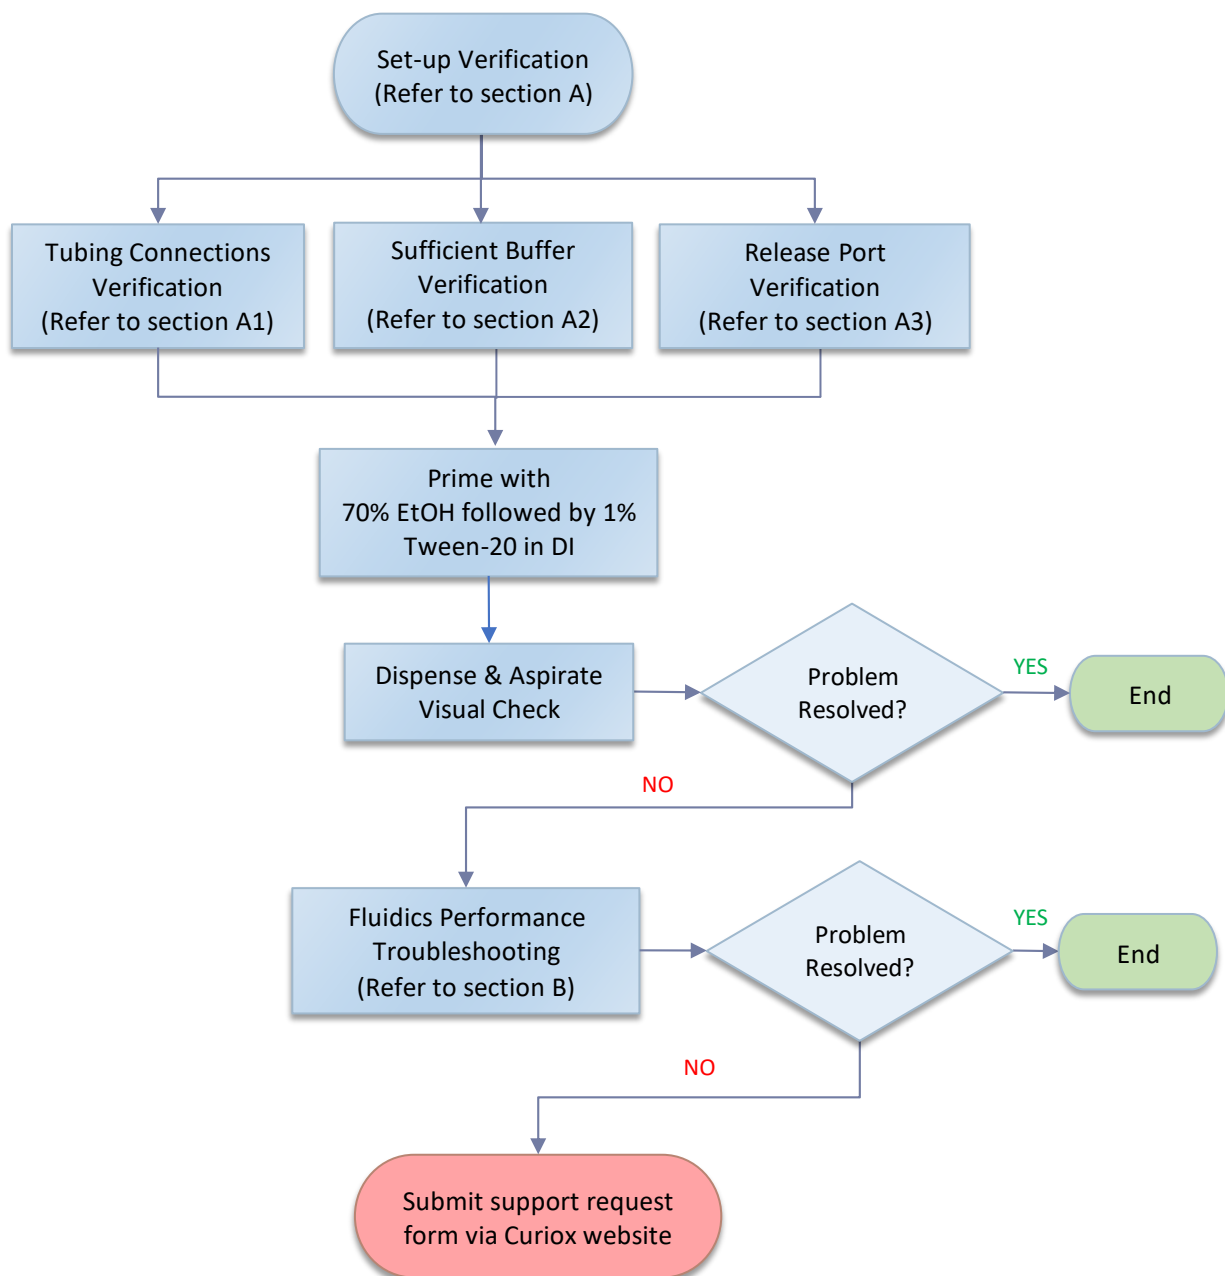 Set-up Verification
(Refer to section A)
Tubing Connections
Verification
(Refer to section A1)
Sufficient Buffer
Verification
(Refer to section A2)
Release Port
Verification
(Refer to section A3)
Prime with
70% EtOH followed by 1%
Tween-20 in DI
Dispense & Aspirate
Visual Check
Problem
Resolved?
YES
End
NO
Fluidics Performance
Troubleshooting
(Refer to section B)
Problem
Resolved?
YES
End
NO
Submit support request
form via Curiox website